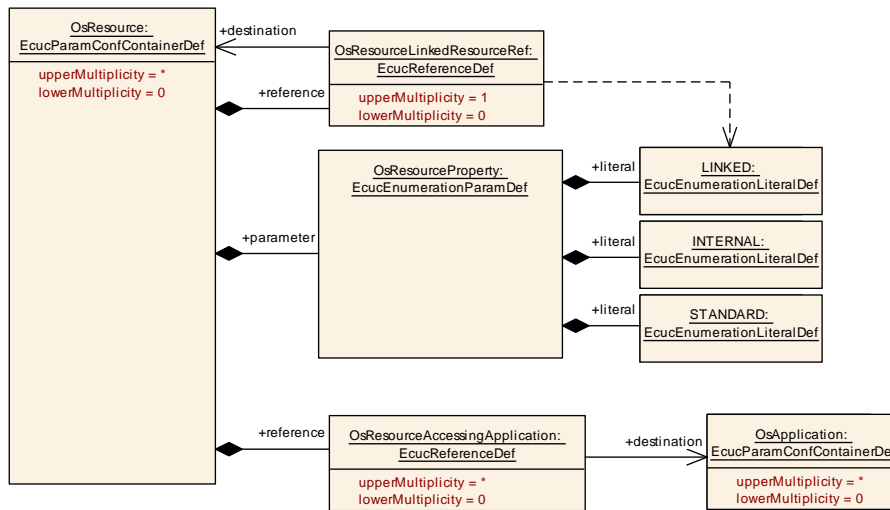 OsResource:
EcucParamConfContainerDef
upperMultiplicity = *
lowerMultiplicity = 0
+destination
OsResourceLinkedResourceRef:
EcucReferenceDef
upperMultiplicity = 1
lowerMultiplicity = 0
+reference
OsResourceProperty:
EcucEnumerationParamDef
+parameter
+literal
LINKED:
EcucEnumerationLiteralDef
+literal
INTERNAL:
EcucEnumerationLiteralDef
+literal
STANDARD:
EcucEnumerationLiteralDef
+reference
OsResourceAccessingApplication:
EcucReferenceDef
upperMultiplicity = *
lowerMultiplicity = 0
+destination
OsApplication:
EcucParamConfContainerDef
upperMultiplicity = *
lowerMultiplicity = 0